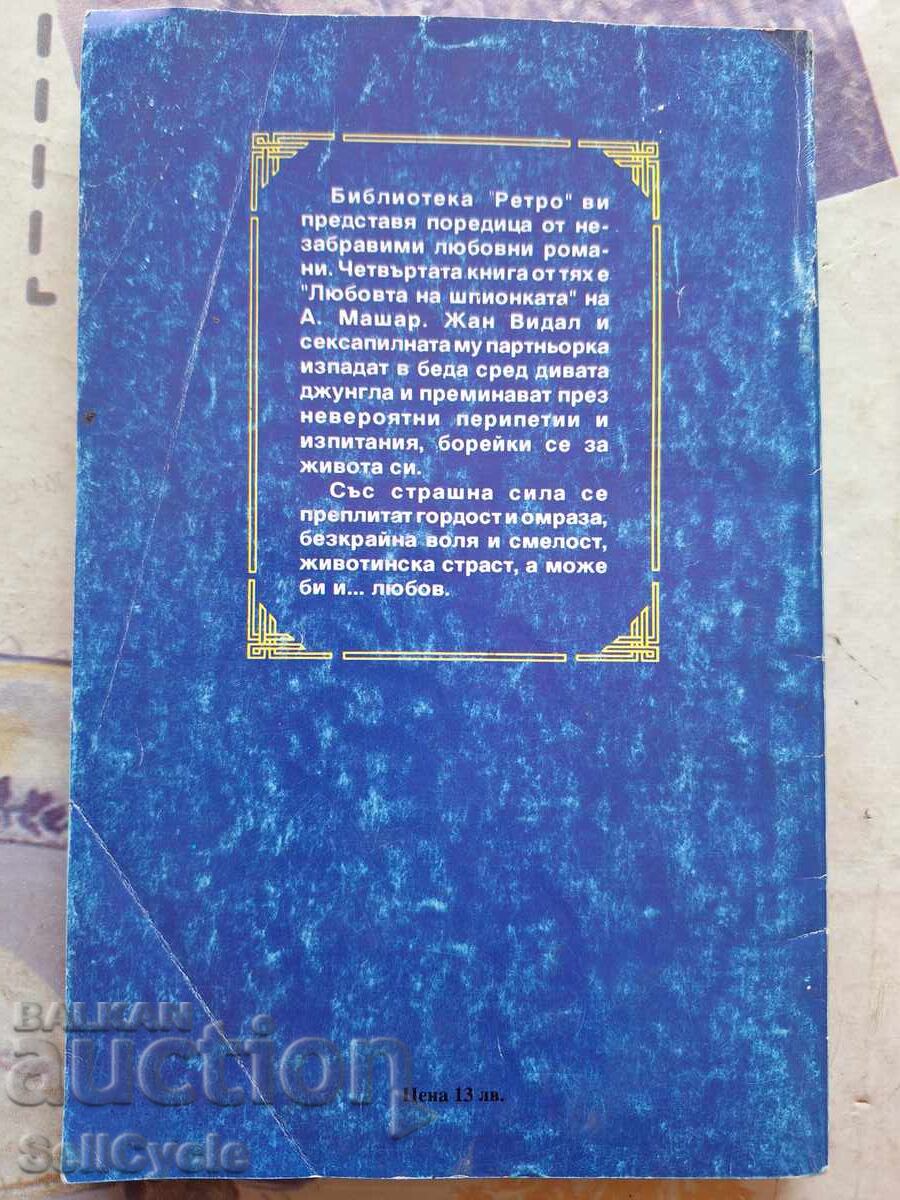 Библиотека "Ретро" ви
представя поредица от не-
забравими любовни рома-
ни. Четвъртата книга от тях е
"Любовта на шпионката" на
А. Машар. Жан Видал и
сексапилната му партньорка
изпадат в беда сред дивата
джунгла и преминават през
невероятни перипетии и
изпитания, борейки се за
живота си.
Със страшна сила се
преплитат гордост и омраза,
безкрайна воля и смелост,
животинска страст, а може
би и... любов.
Цена 13 лв.
BALKAN
auction
SellCycle